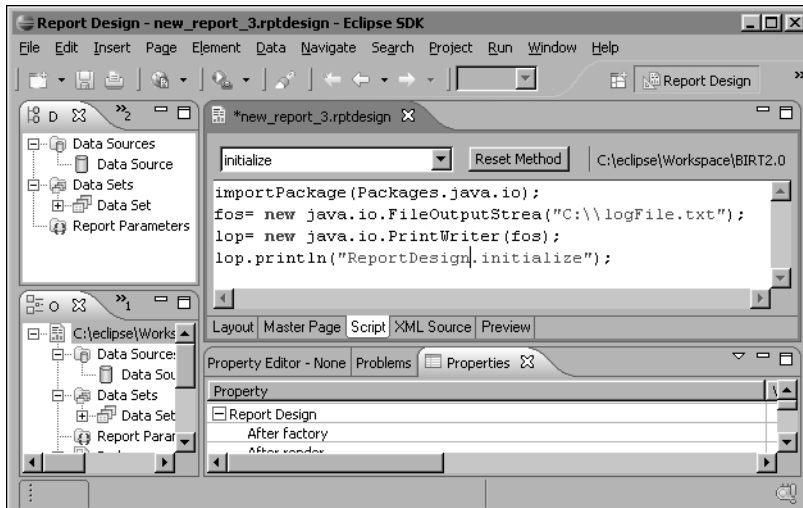 Report Design - new_report_3.rptdesign - Eclipse SDK
File Edit Insert Page Element Data Navigate Search Project Run Window Help
Report Design »
D »2
Data Sources
Data Source
Data Sets
Data Set
Report Parameters
*new_report_3.rptdesign
initialize Reset Method C:\eclipse\Workspace\BIRT2.0
importPackage(Packages.java.io);
fos= new java.io.FileOutputStrea("C:\\logFile.txt");
lop= new java.io.PrintWriter(fos);
lop.println("ReportDesign.initialize");
Layout Master Page Script XML Source Preview
O »1
C:\eclipse\Works
Data Source:
Data Sou
Data Sets
Data Set
Report Parar
Property Editor - None Problems Properties
Property
Report Design
After factory
After render